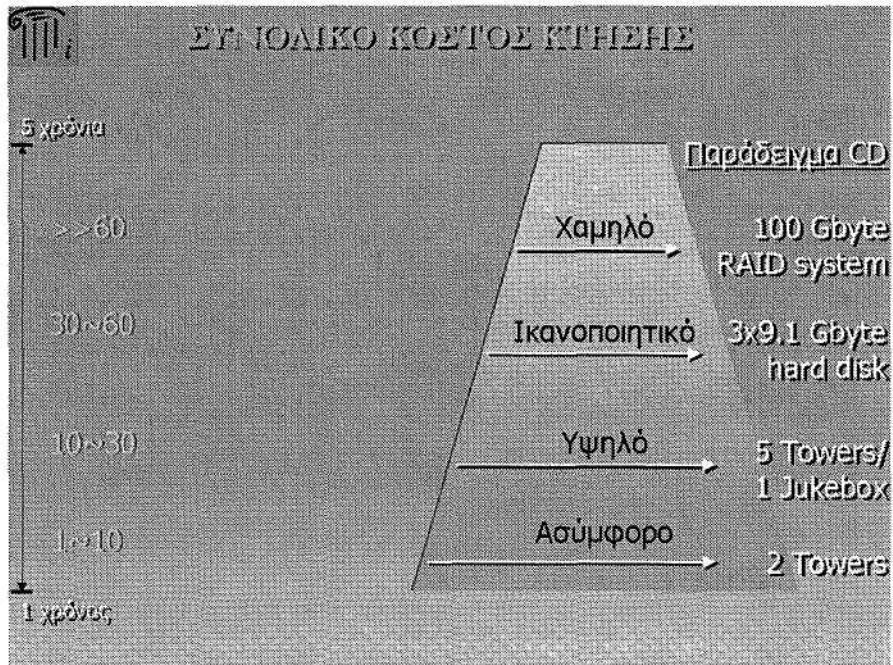 ΣΥΝΟΛΙΚΟ ΚΟΣΤΟΣ ΚΤΗΣΗΣ
5 χρόνια
Παράδειγμα CD
>>60
Χαμηλό
100 Gbyte
RAID system
30~60
Ικανοποιητικό
3x9.1 Gbyte
hard disk
10~30
Υψηλό
5 Towers/
1 Jukebox
1~10
Ασύμφορο
2 Towers
1 χρόνος